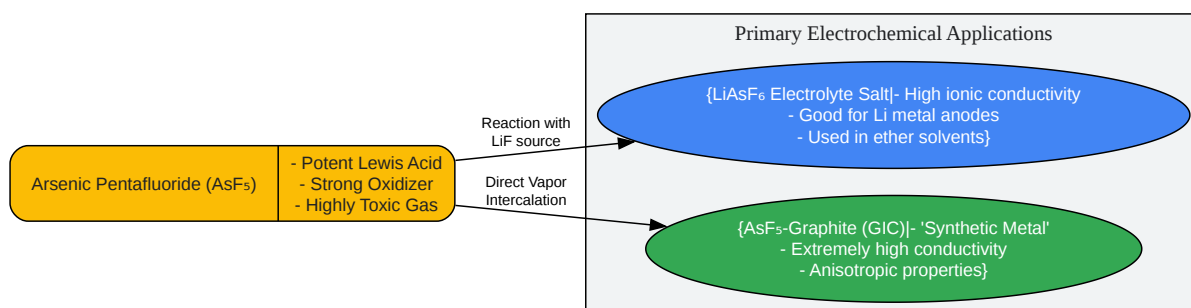 Primary Electrochemical Applications
{LiAsF₆ Electrolyte Salt|- High ionic conductivity
- Good for Li metal anodes
- Used in ether solvents}
Reaction with
LiF source
Arsenic Pentafluoride (AsF₅)
- Potent Lewis Acid
- Strong Oxidizer
- Highly Toxic Gas
Direct Vapor
Intercalation
{AsF₅-Graphite (GIC)|- 'Synthetic Metal'
- Extremely high conductivity
- Anisotropic properties}